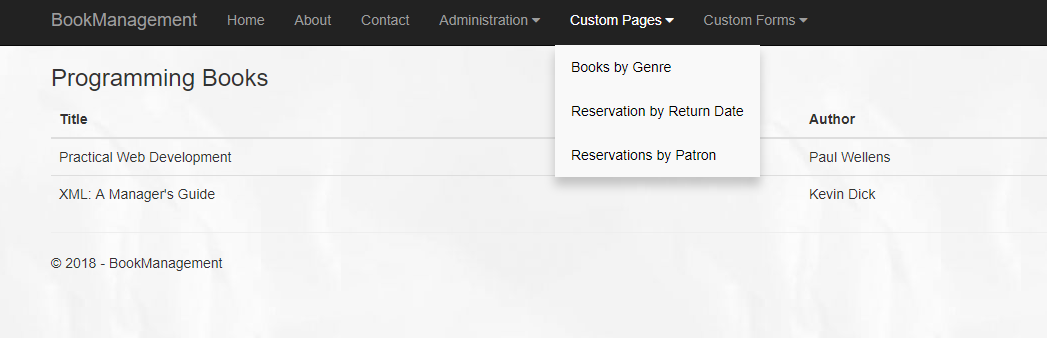 BookManagement Home About Contact Administration Custom Pages Custom Forms
Books by Genre
Programming Books
Reservation by Return Date
Title Author
Reservations by Patron
Practical Web Development Paul Wellens
XML: A Manager's Guide Kevin Dick
© 2018 - BookManagement